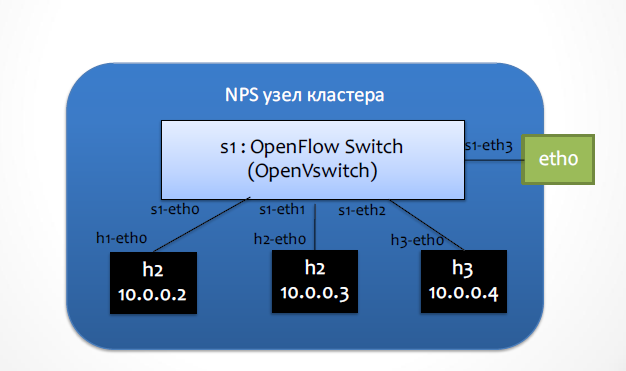 NPS узел кластера
s1 : OpenFlow Switch
(OpenVswitch)
s1-eth3
eth0
s1-eth0
s1-eth1
s1-eth2
h1-eth0
h2-eth0
h3-eth0
h2
10.0.0.2
h2
10.0.0.3
h3
10.0.0.4